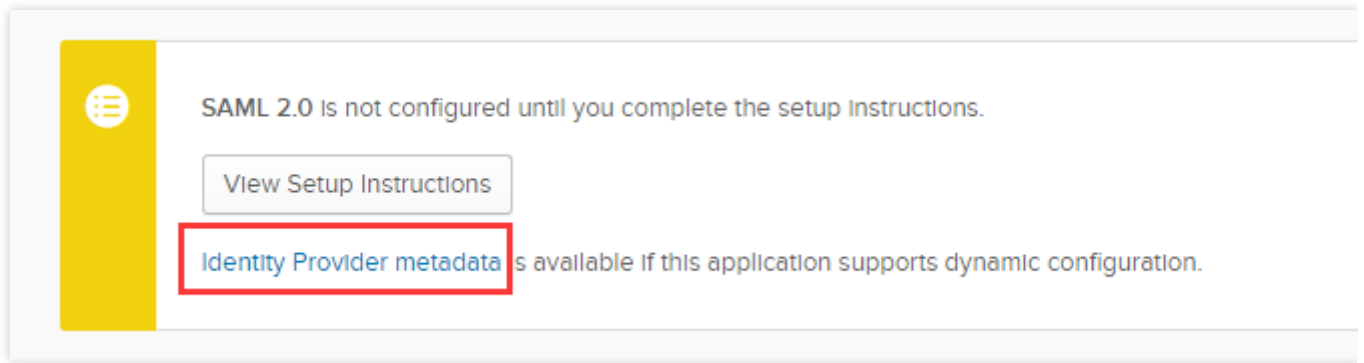 SAML 2.0 is not configured until you complete the setup instructions.
View Setup Instructions
Identity Provider metadata is available if this application supports dynamic configuration.